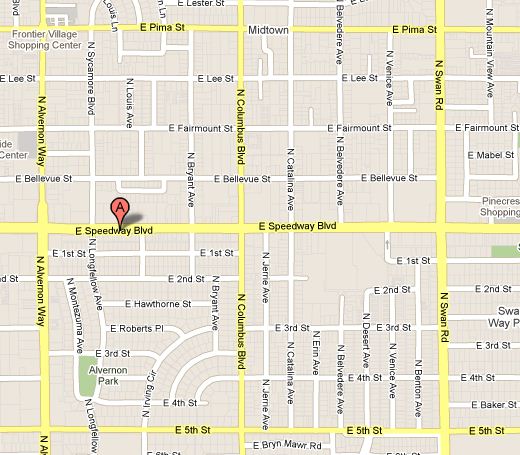 Blvd
E Lester St
N Louis Ln
E Pima St
Midtown
E Pima St
Frontier Village
Shopping Center
N Sycamore Blvd
N Belvedere Ave
N Mountain View Ave
E Lee St
E Lee St
E Lee St
N Louis Ave
N Venice Ave
N Swan Rd
N Alvernon Way
N Columbus Blvd
E Fairmount St
E Fairmount St
E Fairmount St
ide
Center
N Bryant Ave
N Catalina Ave
N Belvedere Ave
E Mabel St
E Bellevue St
E Bellevue St
E Bellevue St
Pinecres
Shopping
A
E Speedway Blvd
E Speedway Blvd
E 1st St
E 1st St
E 1st St
N Longfellow Ave
N Alvernon Way
N Jerrie Ave
nd St
E 2nd St
E 2nd St
E 2nd St
N Montezuma Ave
N Bryant Ave
E Hawthorne St
N Columbus Blvd
N Swan Rd
Swa
Way P
E Roberts Pl
E 3rd St
E 3rd St
E 3rd St
E 3rd St
N Catalina Ave
N Erin Ave
N Belvedere Ave
N Desert Ave
N Venice Ave
N Benton Ave
Alvernon
Park
N Irving Cir
E 4th St
E 4th St
E 4th St
N Longfellow
N Jerrie Ave
E Baker St
E 5th St
E 5th St
E 5th St
E Bryn Mawr Rd
N Al
N